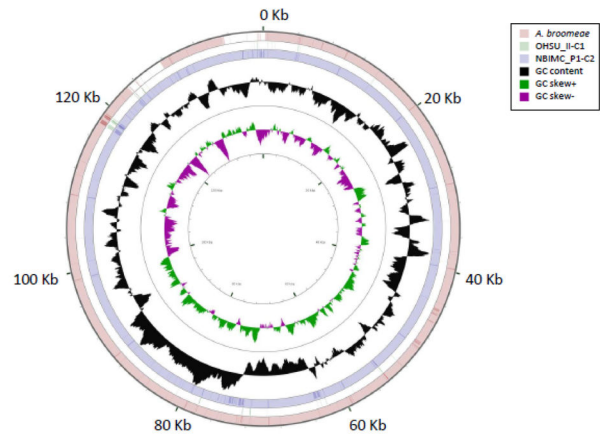 0 Kb
A. broomeae
OHSU_II-C1
NBIMC_P1-C2
GC content
GC skew+
GC skew-
120 Kb
20 Kb
100 Kb
40 Kb
80 Kb
60 Kb